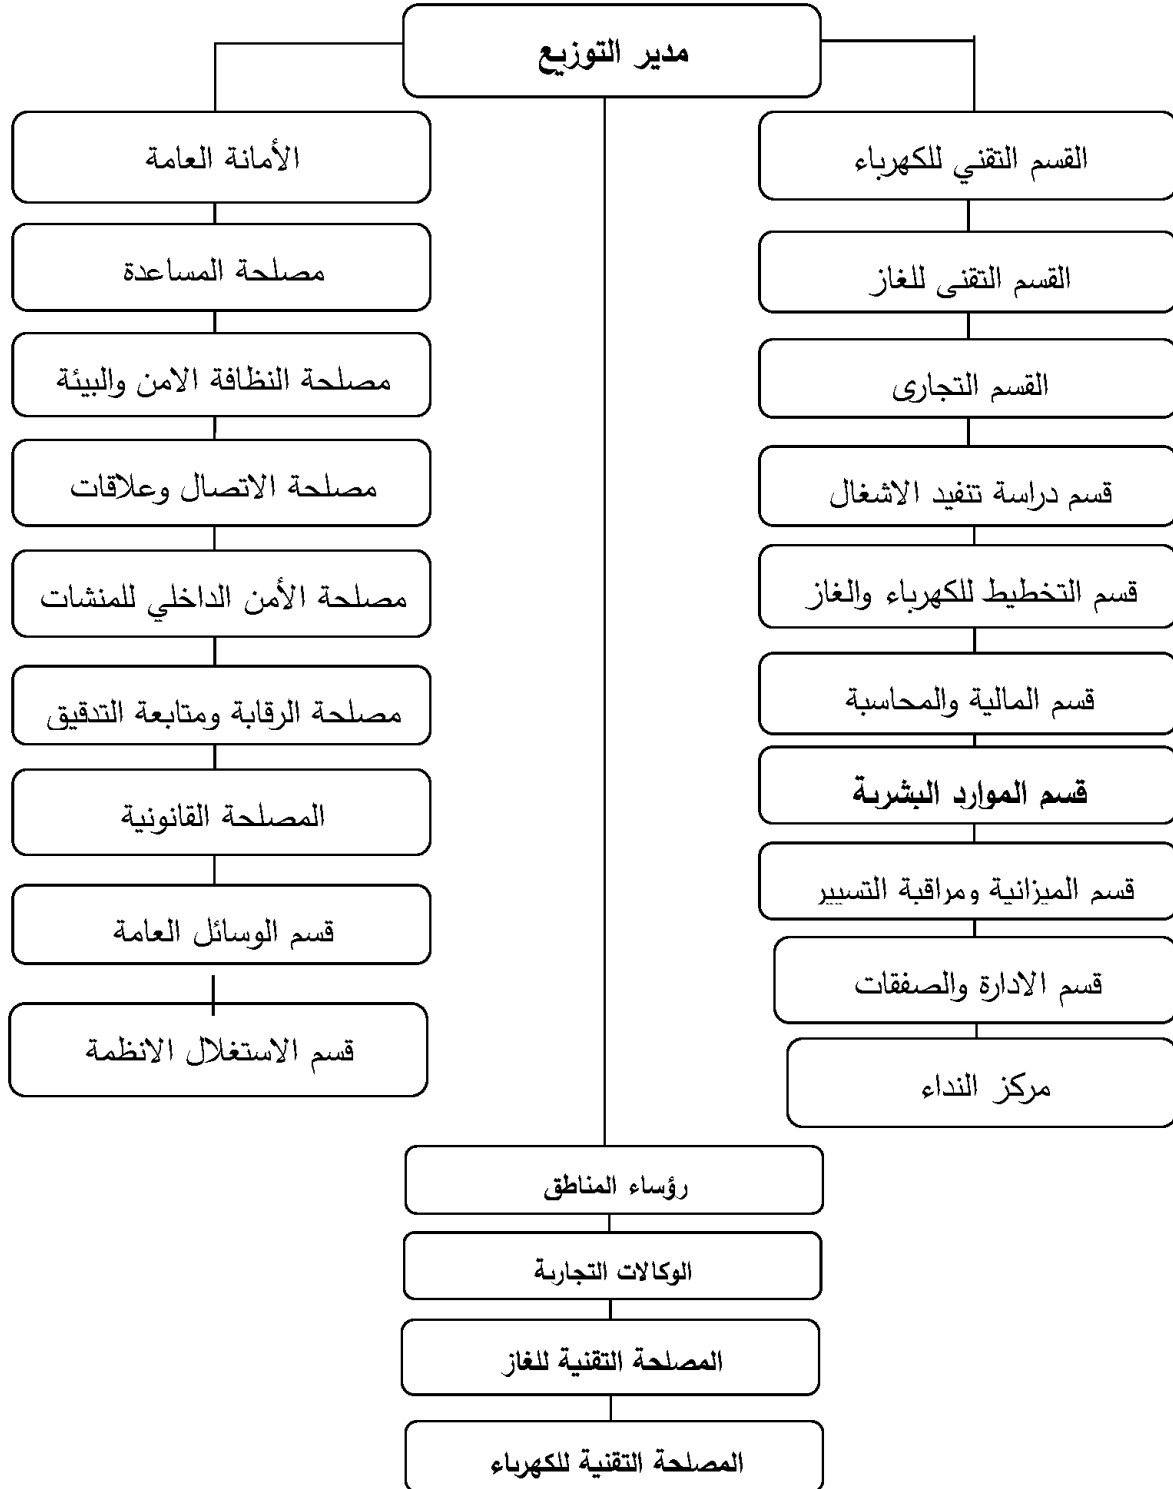 مدير التوزيع
القسم التقني للكهرباء
القسم التقنى للغاز
القسم التجارى
قسم دراسة تنفيد الاشغال
قسم التخطيط للكهرباء والغاز
قسم المالية والمحاسبة
قسم الموارد البشرية
قسم الميزانية ومراقبة التسيير
قسم الادارة والصفقات
مركز النداء
الأمانة العامة
مصلحة المساعدة
مصلحة النظافة الامن والبيئة
مصلحة الاتصال وعلاقات
مصلحة الأمن الداخلي للمنشات
مصلحة الرقابة ومتابعة التدقيق
المصلحة القانونية
قسم الوسائل العامة
قسم الاستغلال الانظمة
رؤساء المناطق
الوكالات التجارية
المصلحة التقنية للغاز
المصلحة التقنية للكهرباء